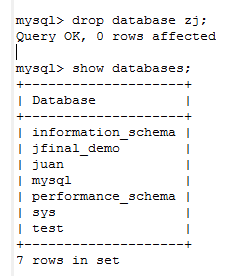 mysql> drop database zj;
Query OK, 0 rows affected
mysql> show databases;
+--------------------+
| Database           |
+--------------------+
| information_schema |
| jfinal_demo        |
| juan               |
| mysql              |
| performance_schema |
| sys                |
| test               |
+--------------------+
7 rows in set